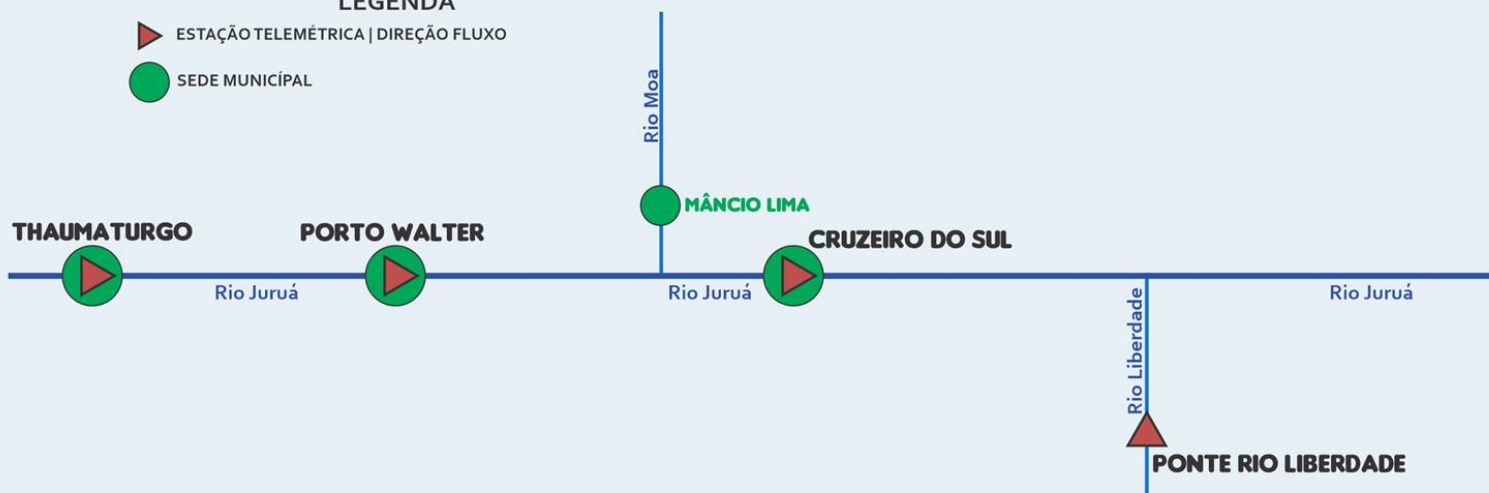 LEGENDA
ESTAÇÃO TELEMÉTRICA | DIREÇÃO FLUXO
SEDE MUNICÍPAL
Rio Moa
MÂNCIO LIMA
THAUMATURGO
PORTO WALTER
CRUZEIRO DO SUL
Rio Juruá
Rio Juruá
Rio Juruá
Rio Liberdade
PONTE RIO LIBERDADE